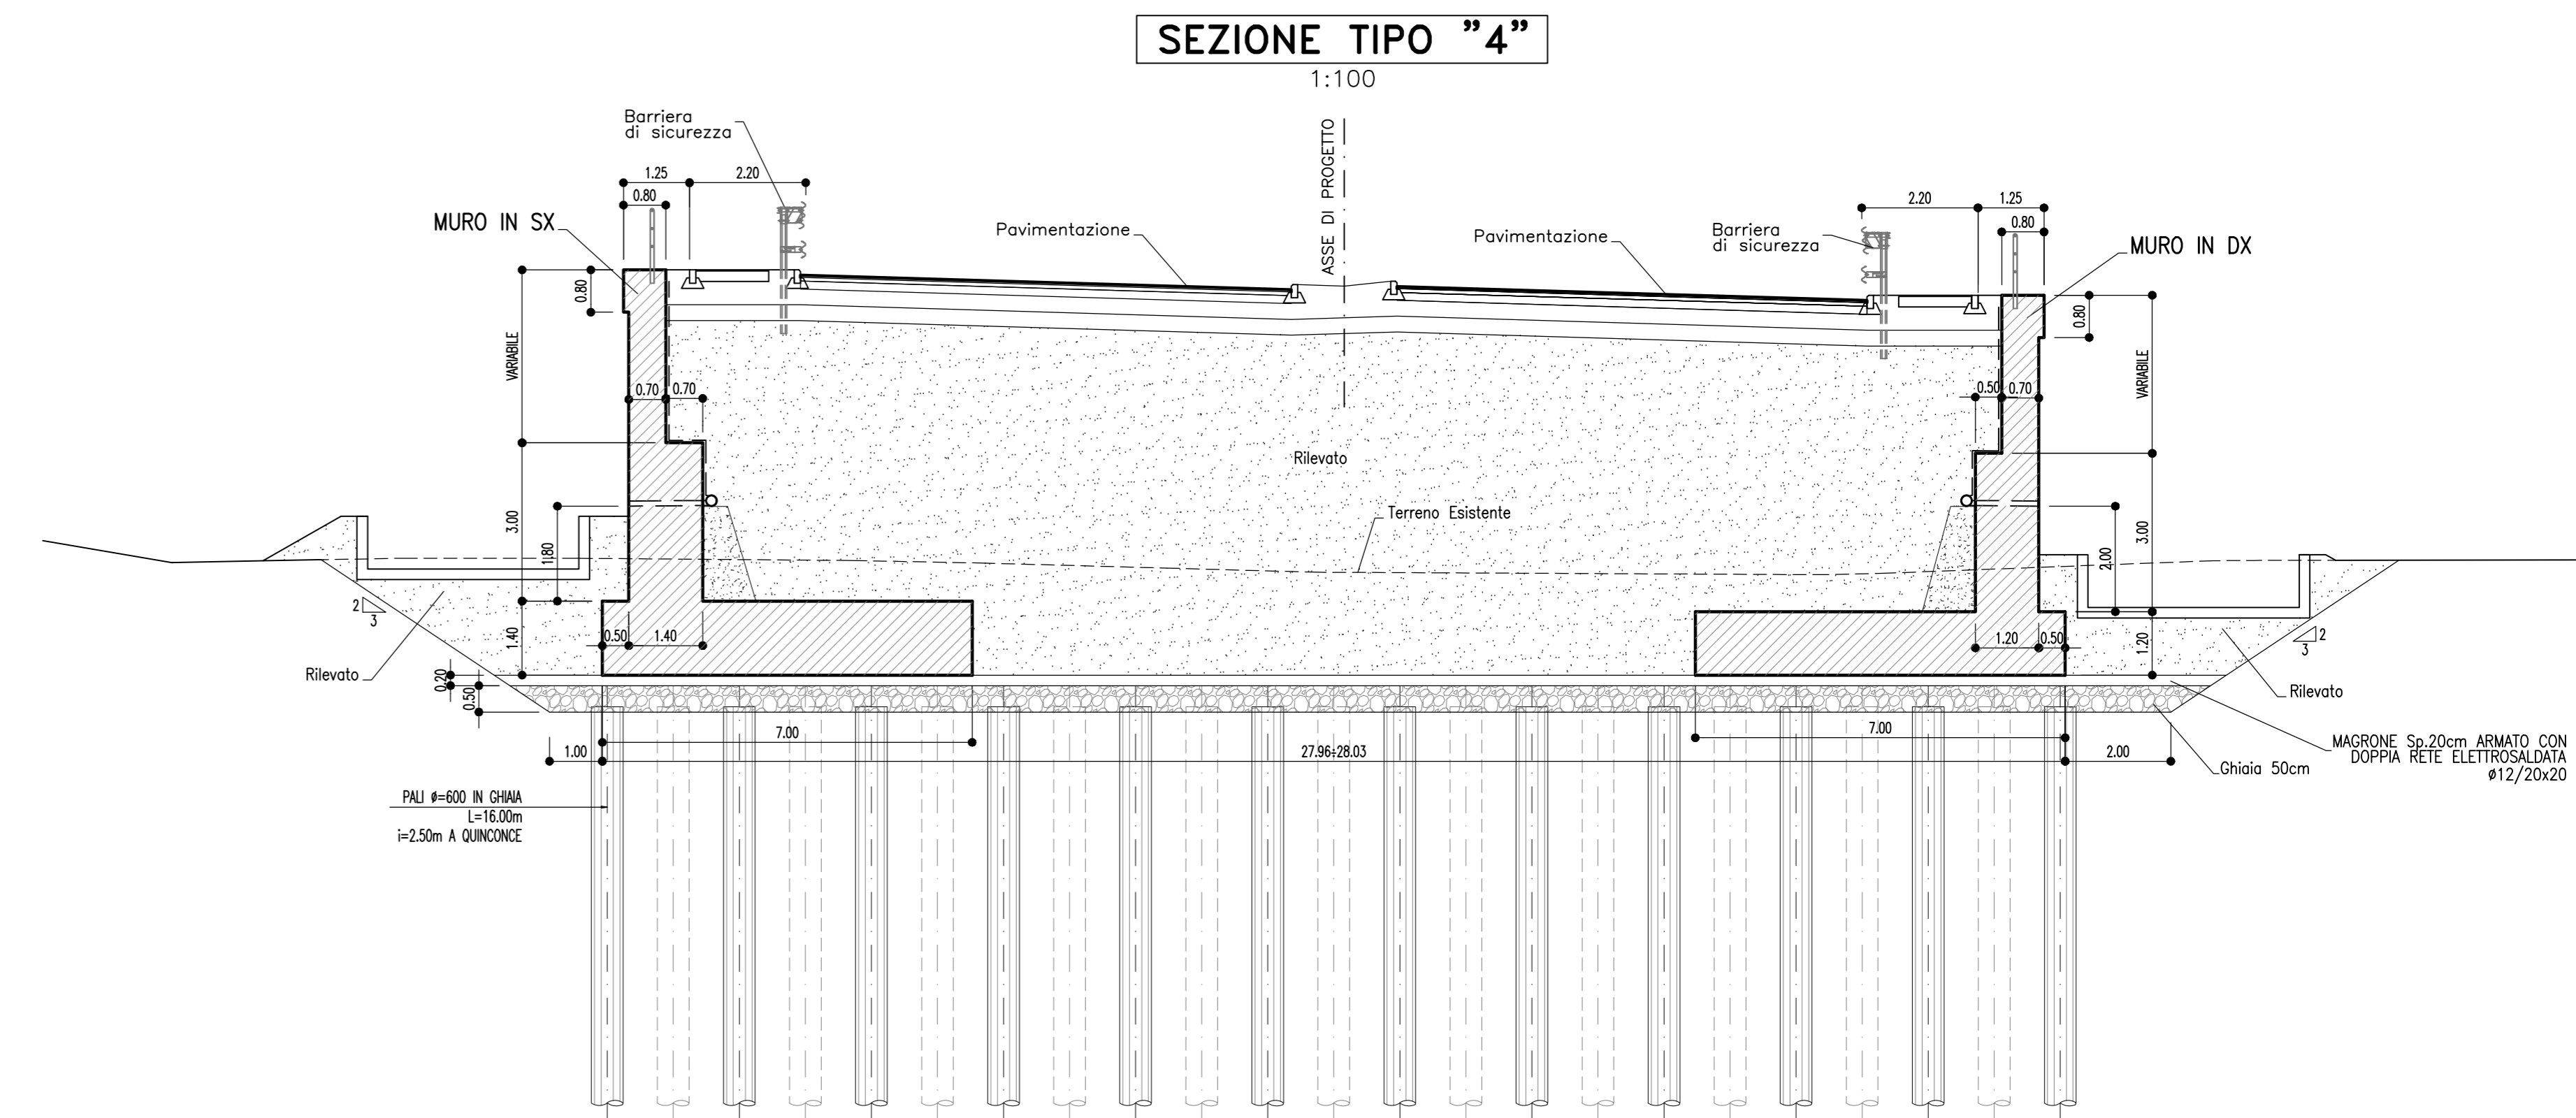 SEZIONE TIPO "4"
1:100
Barriera
di sicurezza
ASSE DI PROGETTO
1.25
2.20
0.80
MURO IN SX
Pavimentazione
Pavimentazione
Barriera
di sicurezza
2.20
1.25
0.80
MURO IN DX
0.80
VARIABILE
0.70
0.70
0.80
VARIABILE
0.50
0.70
Rilevato
Terreno Esistente
3.00
1.80
2.00
3.00
2
3
0.50
1.40
1.40
1.20
0.50
1.20
2
3
Rilevato
0.20
0.50
Rilevato
7.00
7.00
1.00
27.96÷28.03
2.00
MAGRONE Sp.20cm ARMATO CON
DOPPIA RETE ELETTROSALDATA
ø12/20x20
Ghiaia 50cm
PALI ø=600 IN GHIAIA
L=16.00m
i=2.50m A QUINCONCE